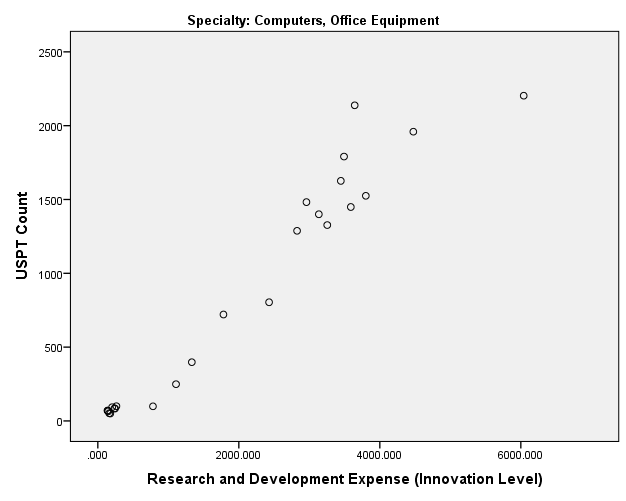 Specialty: Computers, Office Equipment
2500
2000
1500
1000
500
0
USPT Count
.000 2000.000 4000.000 6000.000
Research and Development Expense (Innovation Level)